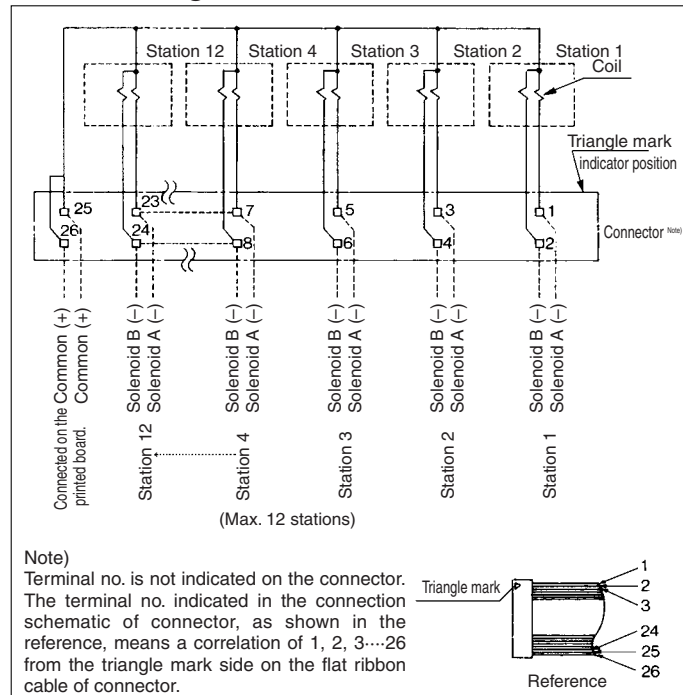 Station 12 Station 4 Station 3 Station 2 Station 1
Coil
Triangle mark
indicator position
25 23 7 5 3 1
26 24 8 6 4 2
Connector Note)
Connected on the
printed board.
Common (+)
Common (+)
Solenoid B (–)
Solenoid A (–)
Station 12
Solenoid B (–)
Solenoid A (–)
Station 4
Solenoid B (–)
Solenoid A (–)
Station 3
Solenoid B (–)
Solenoid A (–)
Station 2
Solenoid B (–)
Solenoid A (–)
Station 1
(Max. 12 stations)
Note)
Terminal no. is not indicated on the connector.
The terminal no. indicated in the connection
schematic of connector, as shown in the
reference, means a correlation of 1, 2, 3····26
from the triangle mark side on the flat ribbon
cable of connector.
Triangle mark
1
2
3
24
25
26
Reference